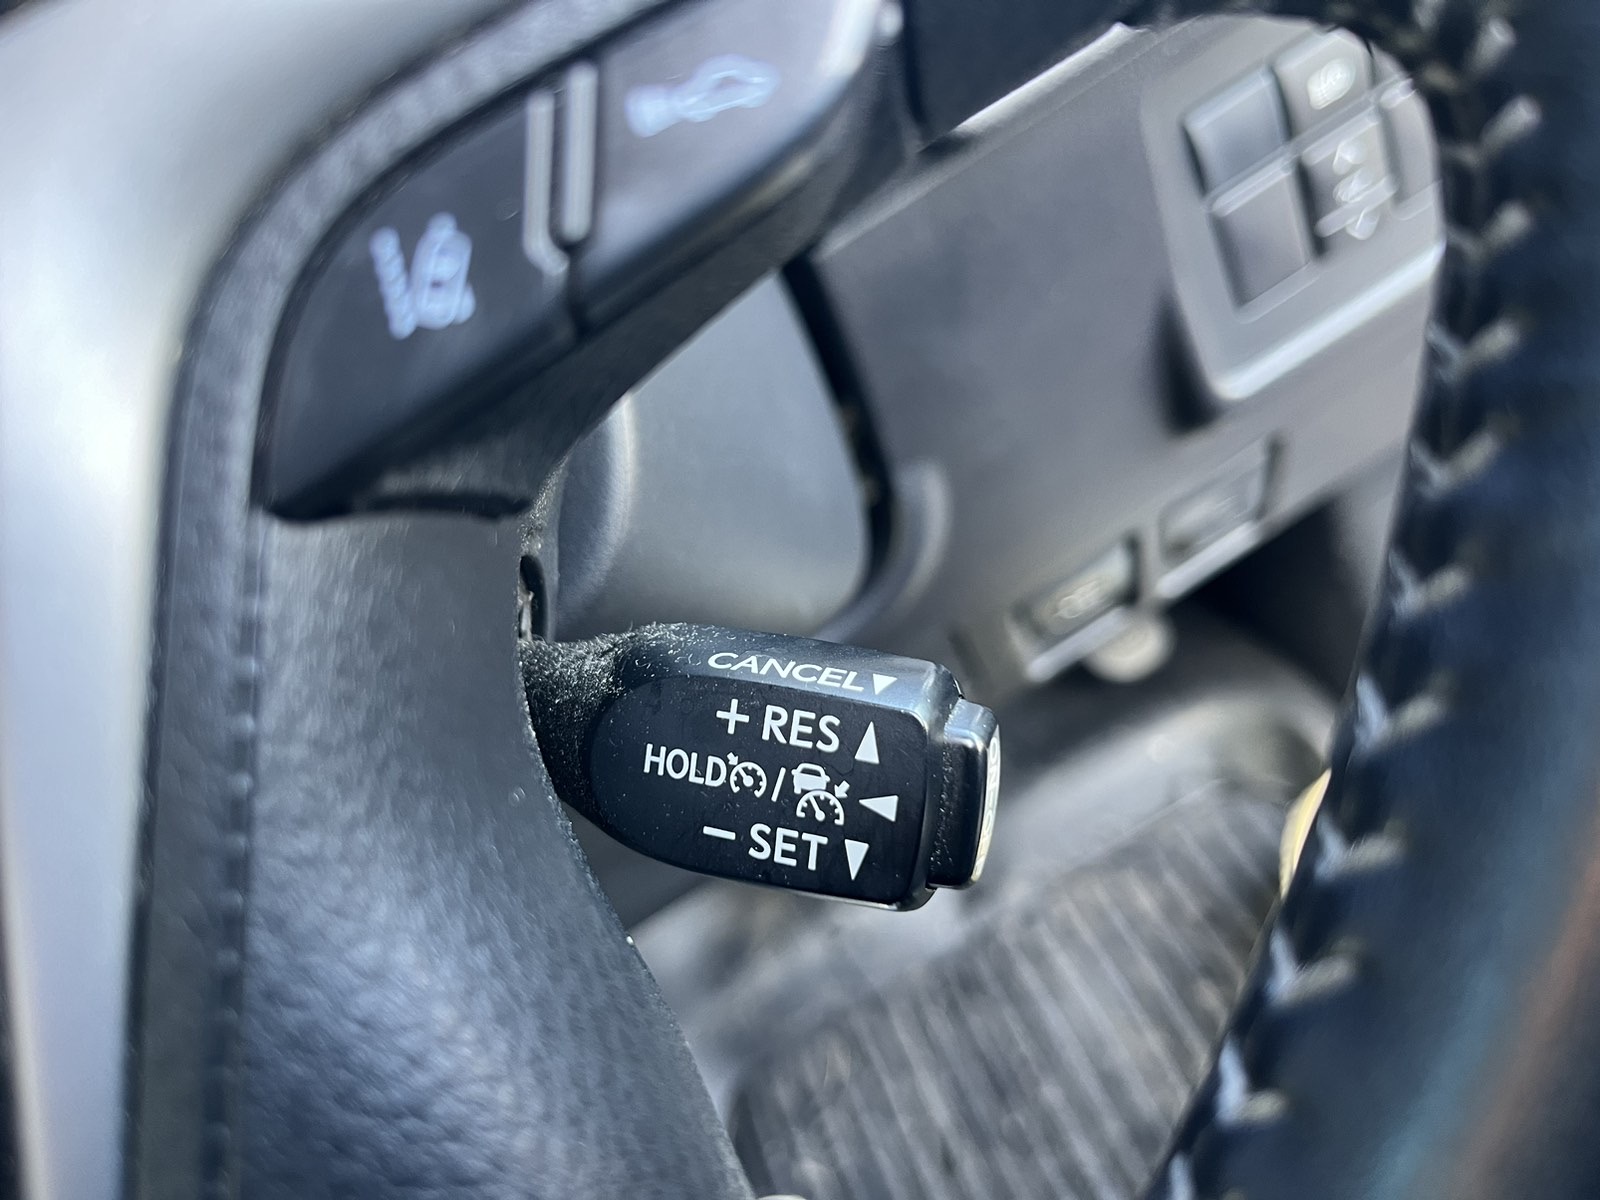 CANCEL▼
+ RES ▲
HOLD / ◀
− SET ▼